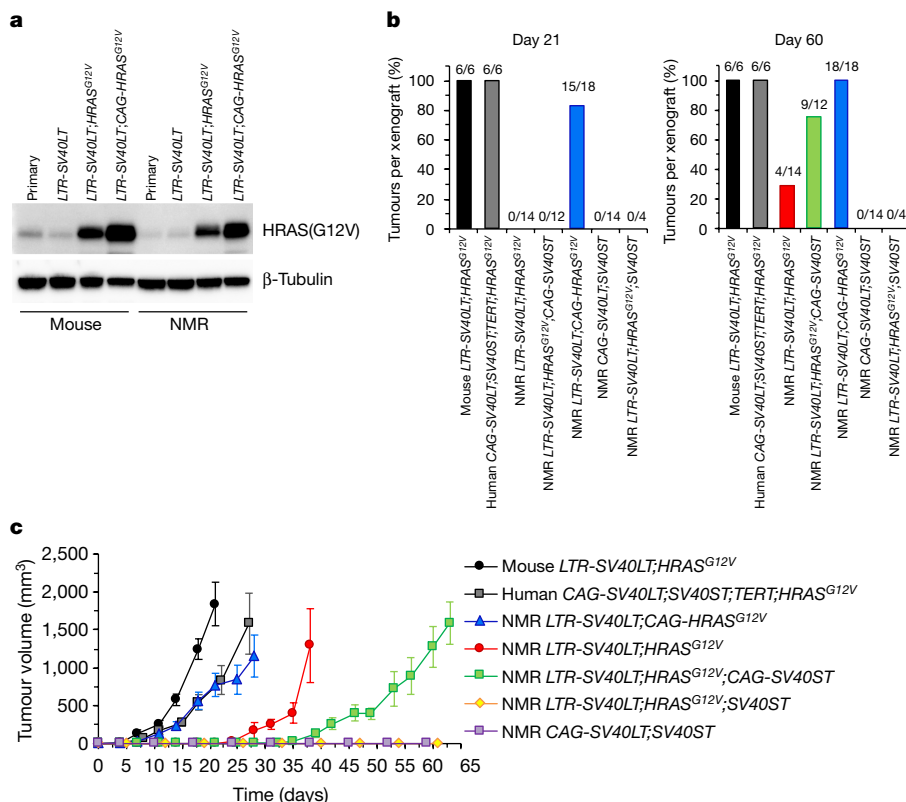 a
Primary
LTR-SV40LT
LTR-SV40LT;HRASG12V
LTR-SV40LT;CAG-HRASG12V
Primary
LTR-SV40LT
LTR-SV40LT;HRASG12V
LTR-SV40LT;CAG-HRASG12V
HRAS(G12V)
β-Tubulin
Mouse
NMR
b
Day 21
Tumours per xenograft (%)
100
80
60
40
20
0
6/6
6/6
0/14
0/12
15/18
0/14
0/4
Mouse LTR-SV40LT;HRASG12V
Human CAG-SV40LT;SV40ST;TERT;HRASG12V
NMR LTR-SV40LT;HRASG12V
NMR LTR-SV40LT;HRASG12V;CAG-SV40ST
NMR LTR-SV40LT;CAG-HRASG12V
NMR CAG-SV40LT;SV40ST
NMR LTR-SV40LT;HRASG12V;SV40ST
Day 60
Tumours per xenograft (%)
100
80
60
40
20
0
6/6
6/6
4/14
9/12
18/18
0/14
0/4
Mouse LTR-SV40LT;HRASG12V
Human CAG-SV40LT;SV40ST;TERT;HRASG12V
NMR LTR-SV40LT;HRASG12V
NMR LTR-SV40LT;HRASG12V;CAG-SV40ST
NMR LTR-SV40LT;CAG-HRASG12V
NMR CAG-SV40LT;SV40ST
NMR LTR-SV40LT;HRASG12V;SV40ST
c
Tumour volume (mm3)
2,500
2,000
1,500
1,000
500
0
0 5 10 15 21 25 31 35 40 46 50 56 60 65
Time (days)
Mouse LTR-SV40LT;HRASG12V
Human CAG-SV40LT;SV40ST;TERT;HRASG12V
NMR LTR-SV40LT;CAG-HRASG12V
NMR LTR-SV40LT;HRASG12V
NMR LTR-SV40LT;HRASG12V;CAG-SV40ST
NMR LTR-SV40LT;HRASG12V;SV40ST
NMR CAG-SV40LT;SV40ST